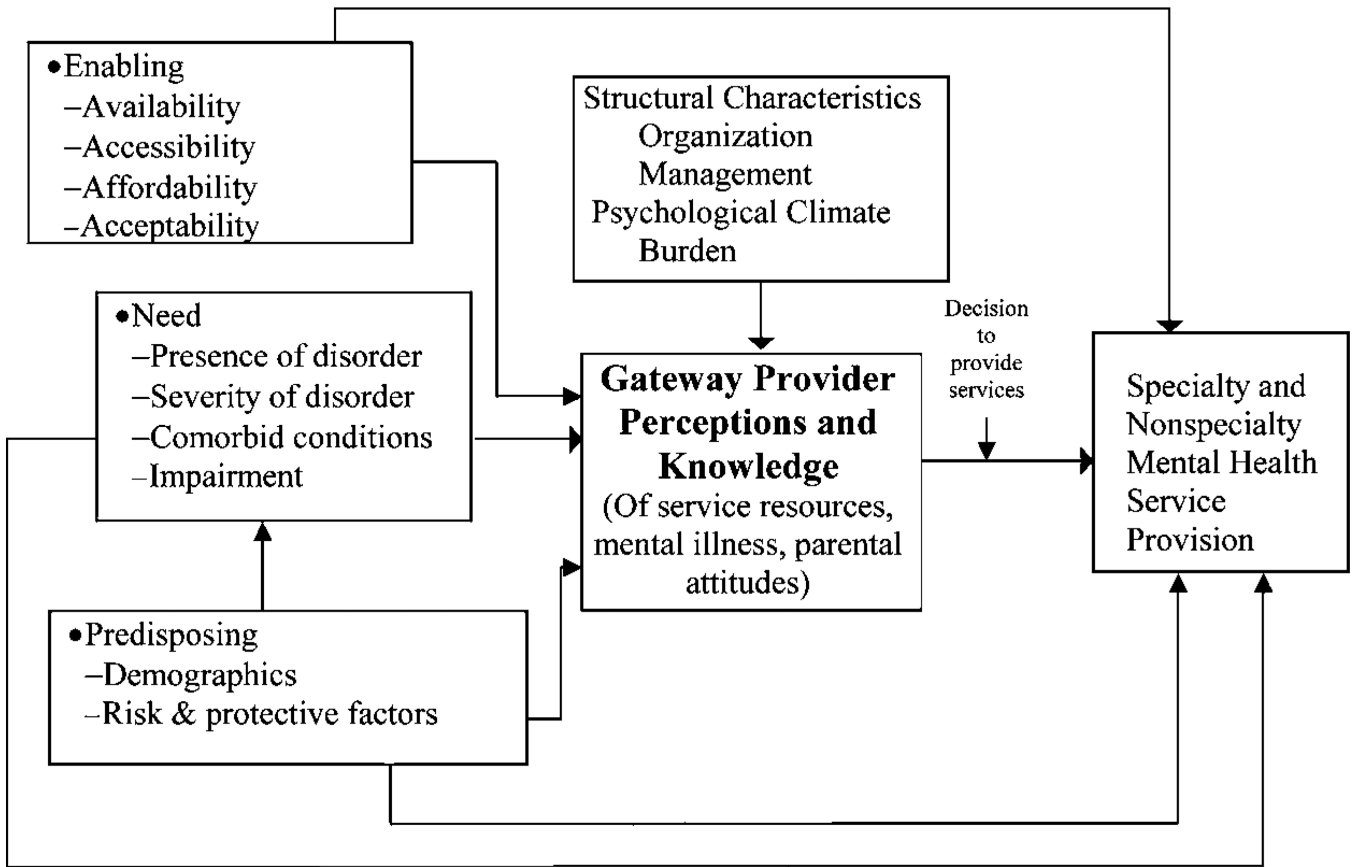 •Enabling
–Availability
–Accessibility
–Affordability
–Acceptability
Structural Characteristics
Organization
Management
Psychological Climate
Burden
•Need
–Presence of disorder
–Severity of disorder
–Comorbid conditions
–Impairment
Gateway Provider
Perceptions and
Knowledge
(Of service resources,
mental illness, parental
attitudes)
Decision
to
provide
services
Specialty and
Nonspecialty
Mental Health
Service
Provision
•Predisposing
–Demographics
–Risk & protective factors